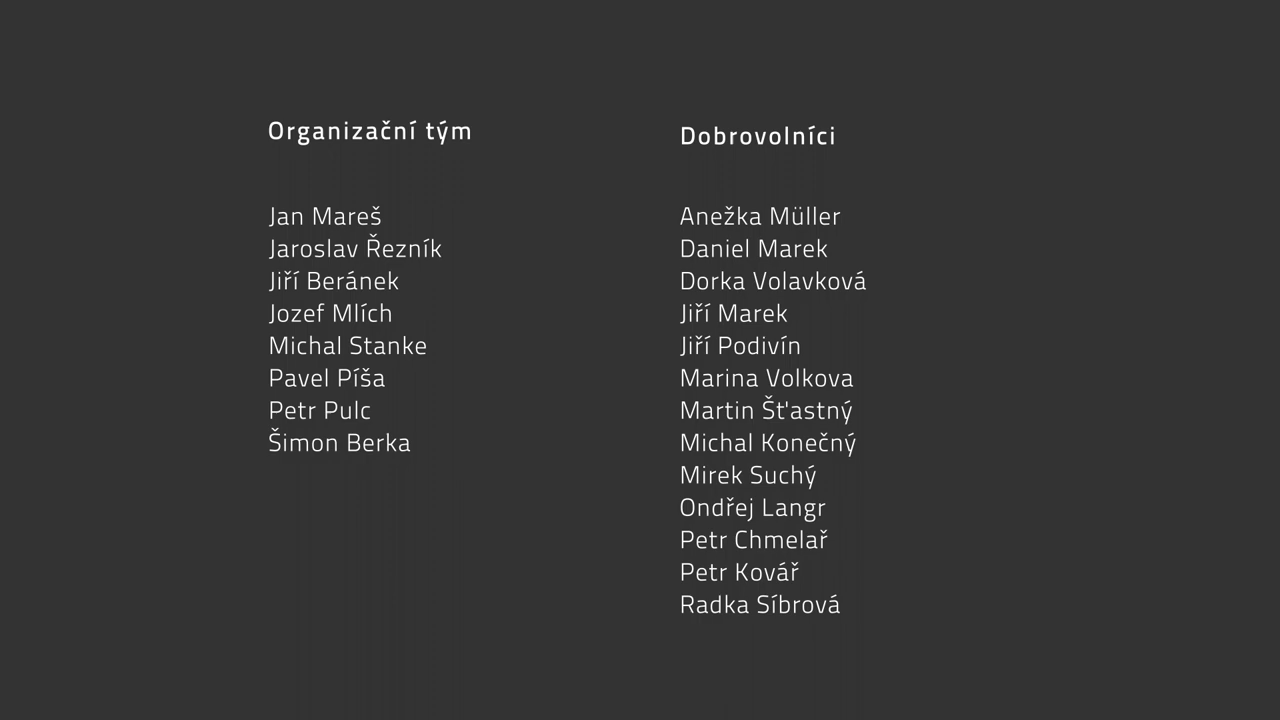 Organizační tým
Jan Mareš
Jaroslav Řezník
Jiří Beránek
Jozef Mlích
Michal Stanke
Pavel Píša
Petr Pulc
Šimon Berka
Dobrovolníci
Anežka Müller
Daniel Marek
Dorka Volavková
Jiří Marek
Jiří Podivín
Marina Volkova
Martin Št'astný
Michal Konečný
Mirek Suchý
Ondřej Langr
Petr Chmelař
Petr Kovář
Radka Síbrová